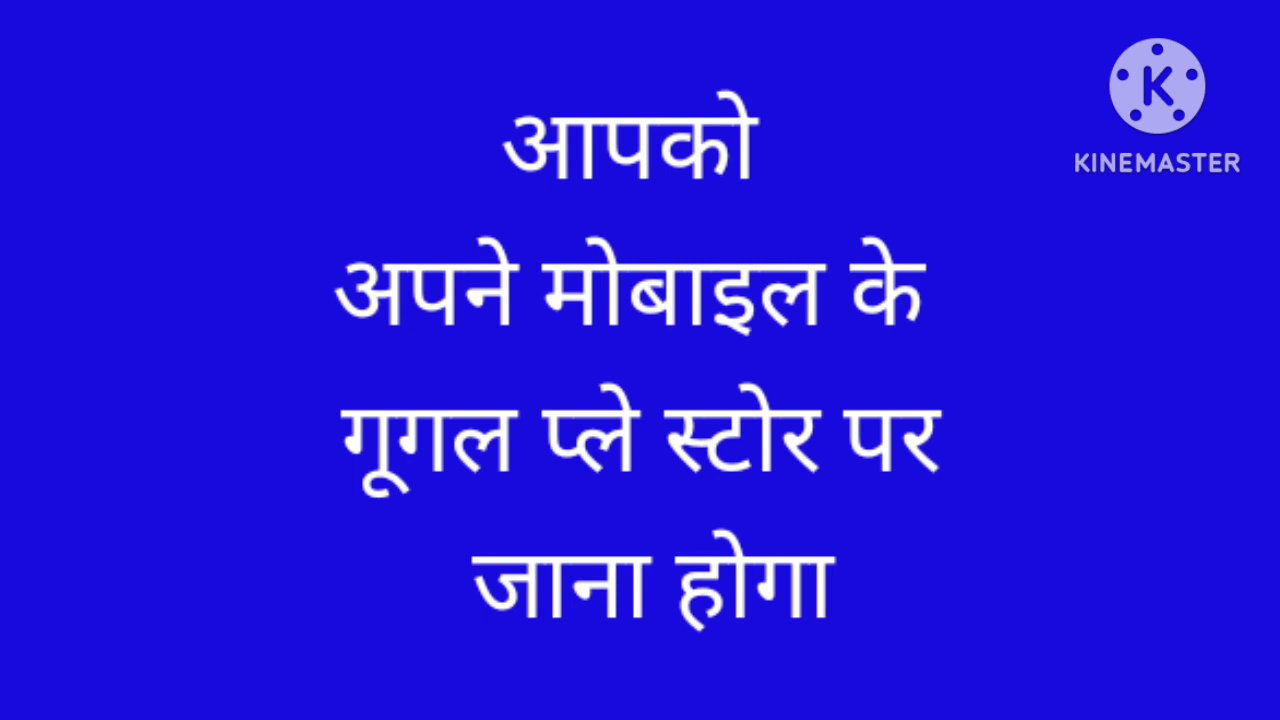 आपको
KINEMASTER
अपने मोबाइल के
गूगल प्ले स्टोर पर
जाना होगा